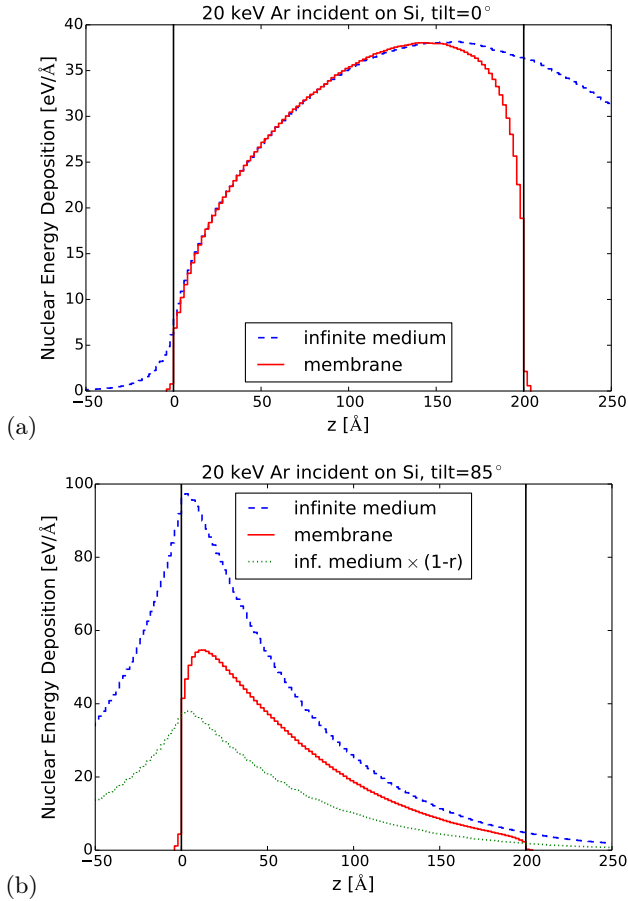 20 keV Ar incident on Si, tilt=0°
Nuclear Energy Deposition [eV/Å]
40
35
30
25
20
15
10
5
0
infinite medium
membrane
−50 0 50 100 150 200 250
z [Å]
(a)
20 keV Ar incident on Si, tilt=85°
Nuclear Energy Deposition [eV/Å]
100
80
60
40
20
0
infinite medium
membrane
inf. medium × (1-r)
−50 0 50 100 150 200 250
z [Å]
(b)